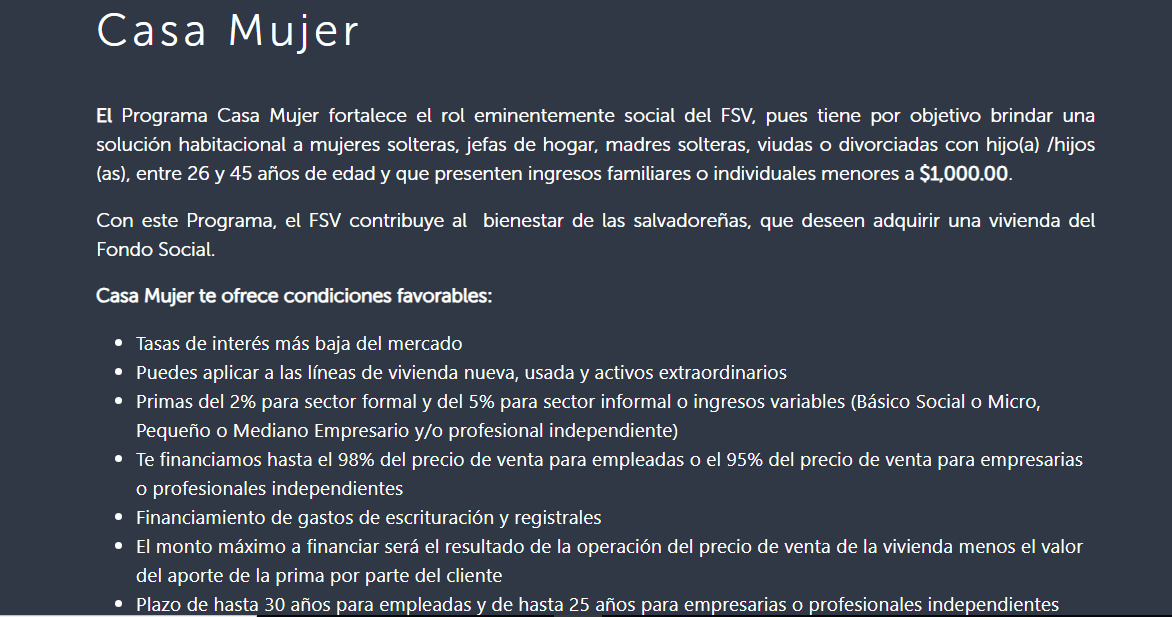 Casa Mujer
El Programa Casa Mujer fortalece el rol eminentemente social del FSV, pues tiene por objetivo brindar una
solución habitacional a mujeres solteras, jefas de hogar, madres solteras, viudas o divorciadas con hijo(a) /hijos
(as), entre 26 y 45 años de edad y que presenten ingresos familiares o individuales menores a $1,000.00.
Con este Programa, el FSV contribuye al  bienestar de las salvadoreñas, que deseen adquirir una vivienda del
Fondo Social.
Casa Mujer te ofrece condiciones favorables:
• Tasas de interés más baja del mercado
• Puedes aplicar a las líneas de vivienda nueva, usada y activos extraordinarios
• Primas del 2% para sector formal y del 5% para sector informal o ingresos variables (Básico Social o Micro,
Pequeño o Mediano Empresario y/o profesional independiente)
• Te financiamos hasta el 98% del precio de venta para empleadas o el 95% del precio de venta para empresarias
o profesionales independientes
• Financiamiento de gastos de escrituración y registrales
• El monto máximo a financiar será el resultado de la operación del precio de venta de la vivienda menos el valor
del aporte de la prima por parte del cliente
• Plazo de hasta 30 años para empleadas y de hasta 25 años para empresarias o profesionales independientes